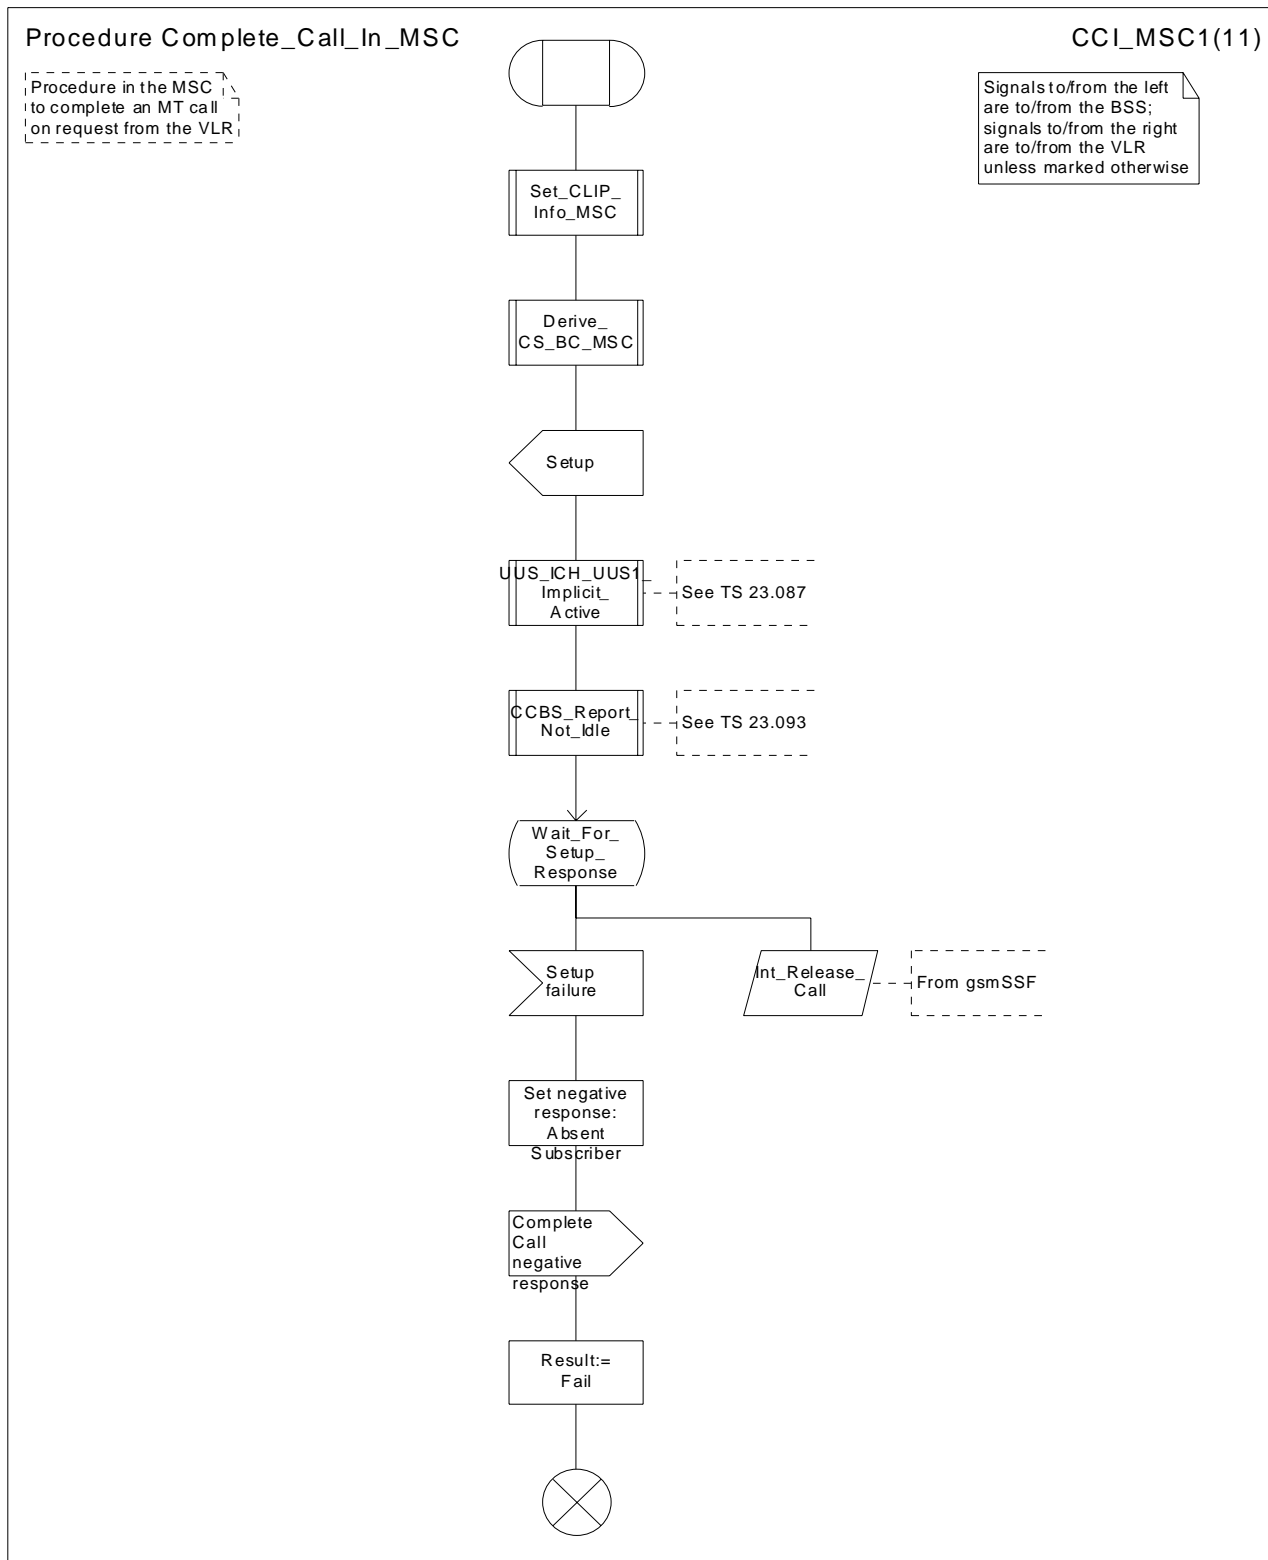 Procedure Complete_Call_In_MSC
CCI_MSC1(11)
Procedure in the MSC
to complete an MT call
on request from the VLR
Signals to/from the left
are to/from the BSS;
signals to/from the right
are to/from the VLR
unless marked otherwise
Set_CLIP_
Info_MSC
Derive_
CS_BC_MSC
Setup
UUS_ICH_UUS1_
Implicit_
Active
See TS 23.087
CCBS_Report_
Not_Idle
See TS 23.093
Wait_For_
Setup_
Response
Setup
failure
Int_Release_
Call
From gsmSSF
Set negative
response:
Absent
Subscriber
Complete
Call
negative
response
Result:=
Fail